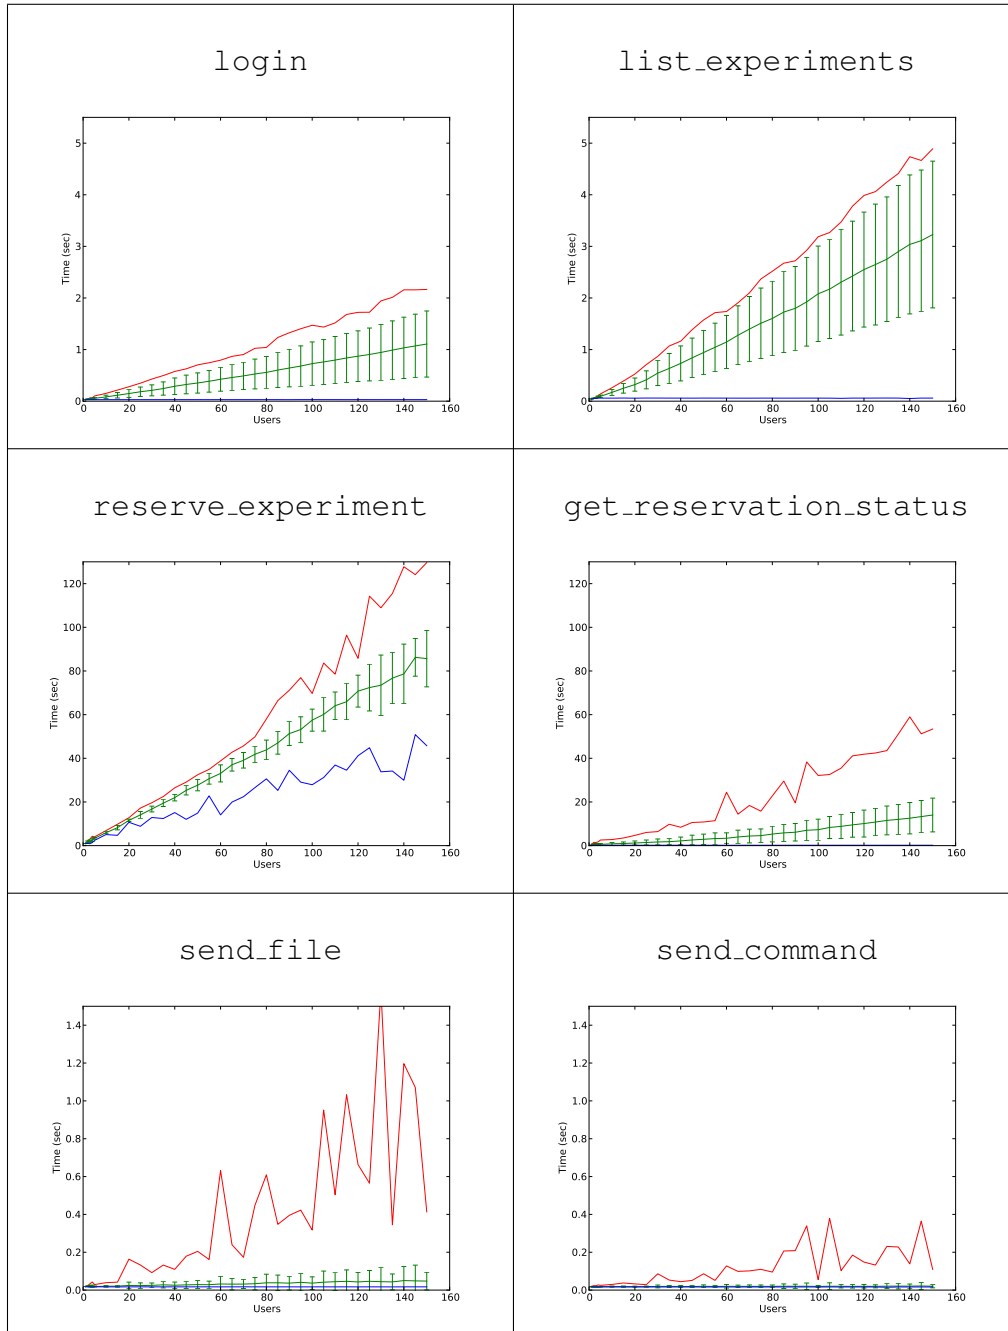 login
5
4
3
2
1
0
Time (sec)
0 20 40 60 80 100 120 140 160
Users
list_experiments
5
4
3
2
1
0
Time (sec)
0 20 40 60 80 100 120 140 160
Users
reserve_experiment
120
100
80
60
40
20
0
Time (sec)
0 20 40 60 80 100 120 140 160
Users
get_reservation_status
120
100
80
60
40
20
0
Time (sec)
0 20 40 60 80 100 120 140 160
Users
send_file
1.4
1.2
1.0
0.8
0.6
0.4
0.2
0.0
Time (sec)
0 20 40 60 80 100 120 140 160
Users
send_command
1.4
1.2
1.0
0.8
0.6
0.4
0.2
0.0
Time (sec)
0 20 40 60 80 100 120 140 160
Users